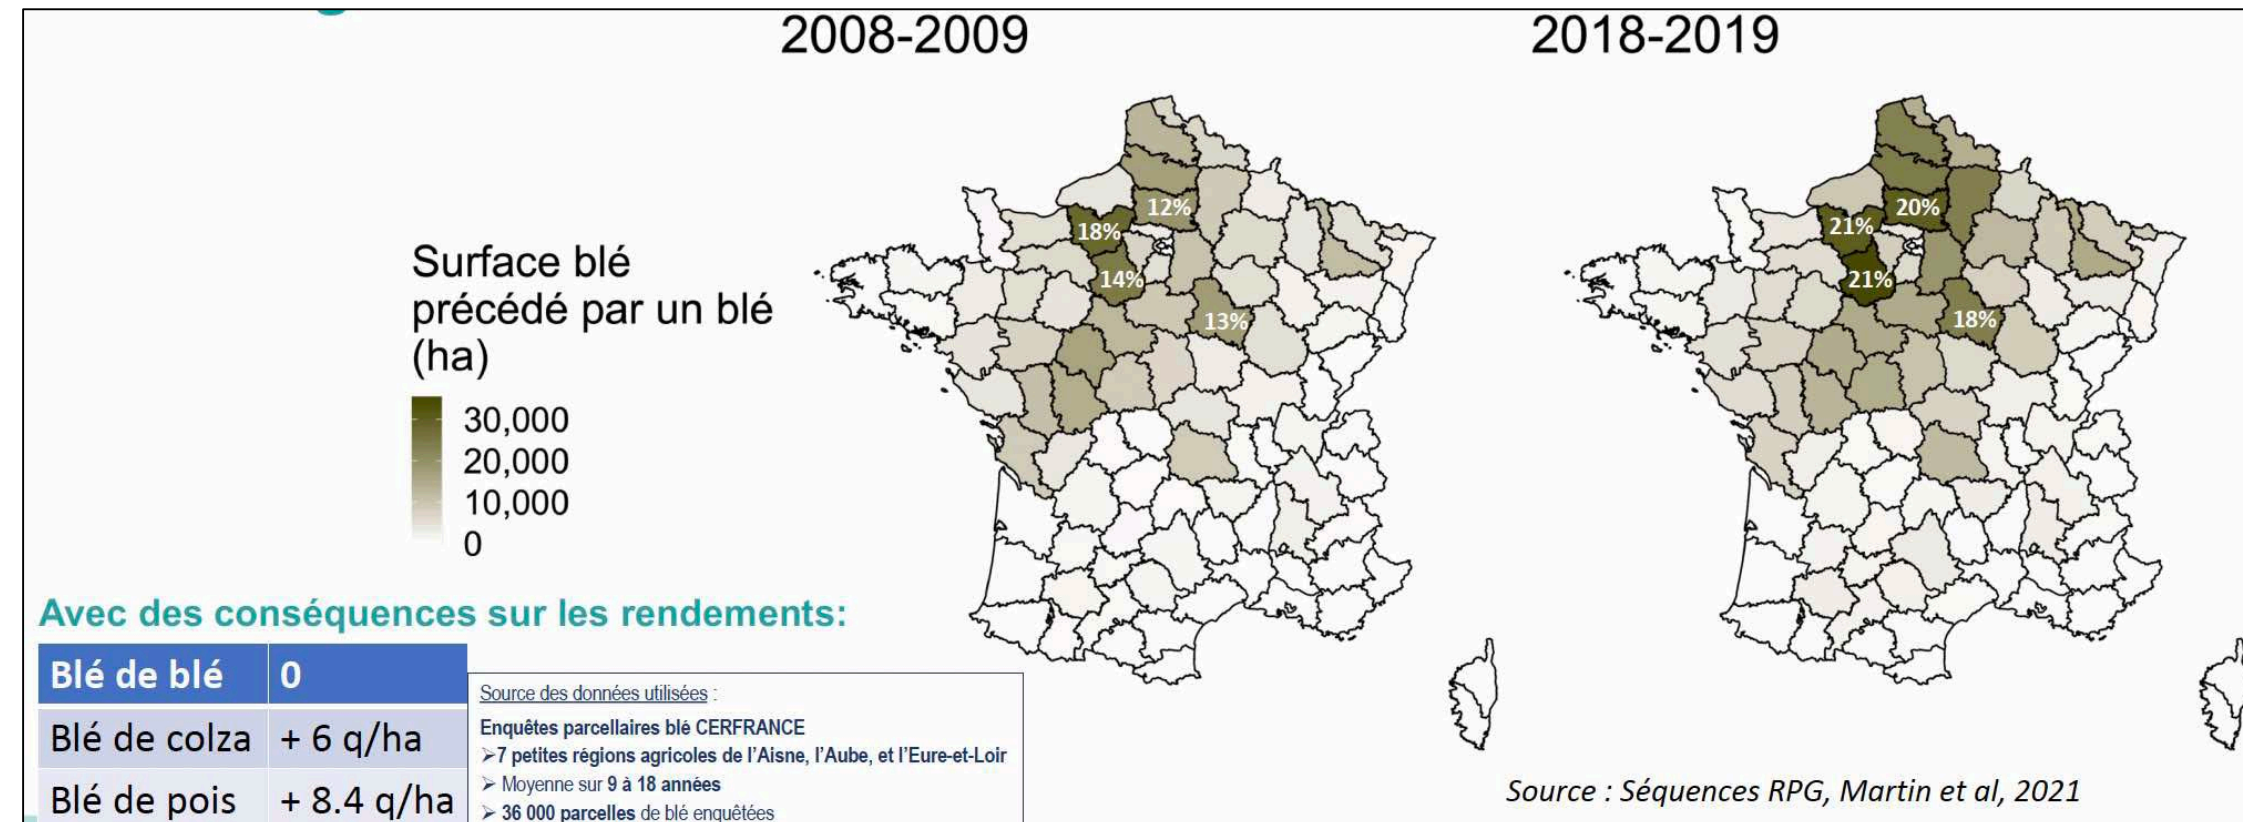 2008-2009
2018-2019
Surface blé
précédé par un blé
(ha)
30,000
20,000
10,000
0
18%
12%
14%
13%
21%
20%
21%
18%
Avec des conséquences sur les rendements:
Blé de blé 0
Blé de colza + 6 q/ha
Blé de pois + 8.4 q/ha
Source des données utilisées :
Enquêtes parcellaires blé CERFRANCE
➢7 petites régions agricoles de l'Aisne, l'Aube, et l'Eure-et-Loir
➢ Moyenne sur 9 à 18 années
➢ 36 000 parcelles de blé enquêtées
Source : Séquences RPG, Martin et al, 2021